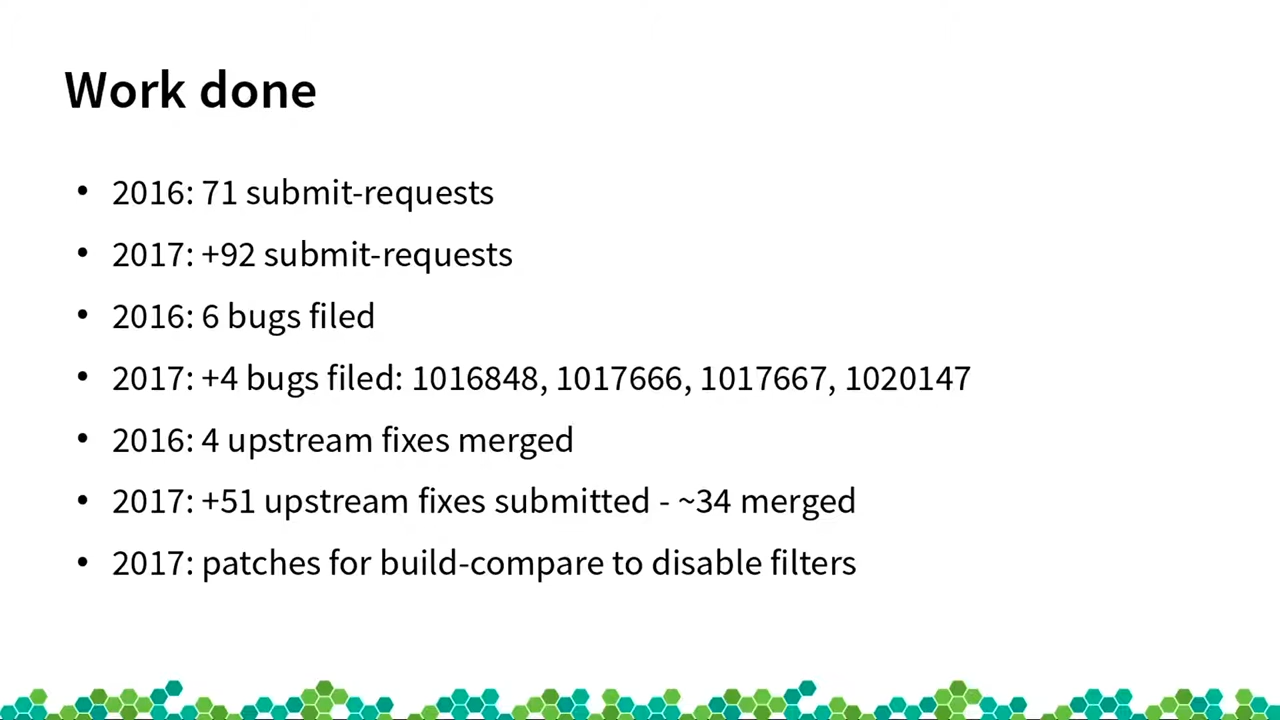 Work done
• 2016: 71 submit-requests
• 2017: +92 submit-requests
• 2016: 6 bugs filed
• 2017: +4 bugs filed: 1016848, 1017666, 1017667, 1020147
• 2016: 4 upstream fixes merged
• 2017: +51 upstream fixes submitted - ~34 merged
• 2017: patches for build-compare to disable filters